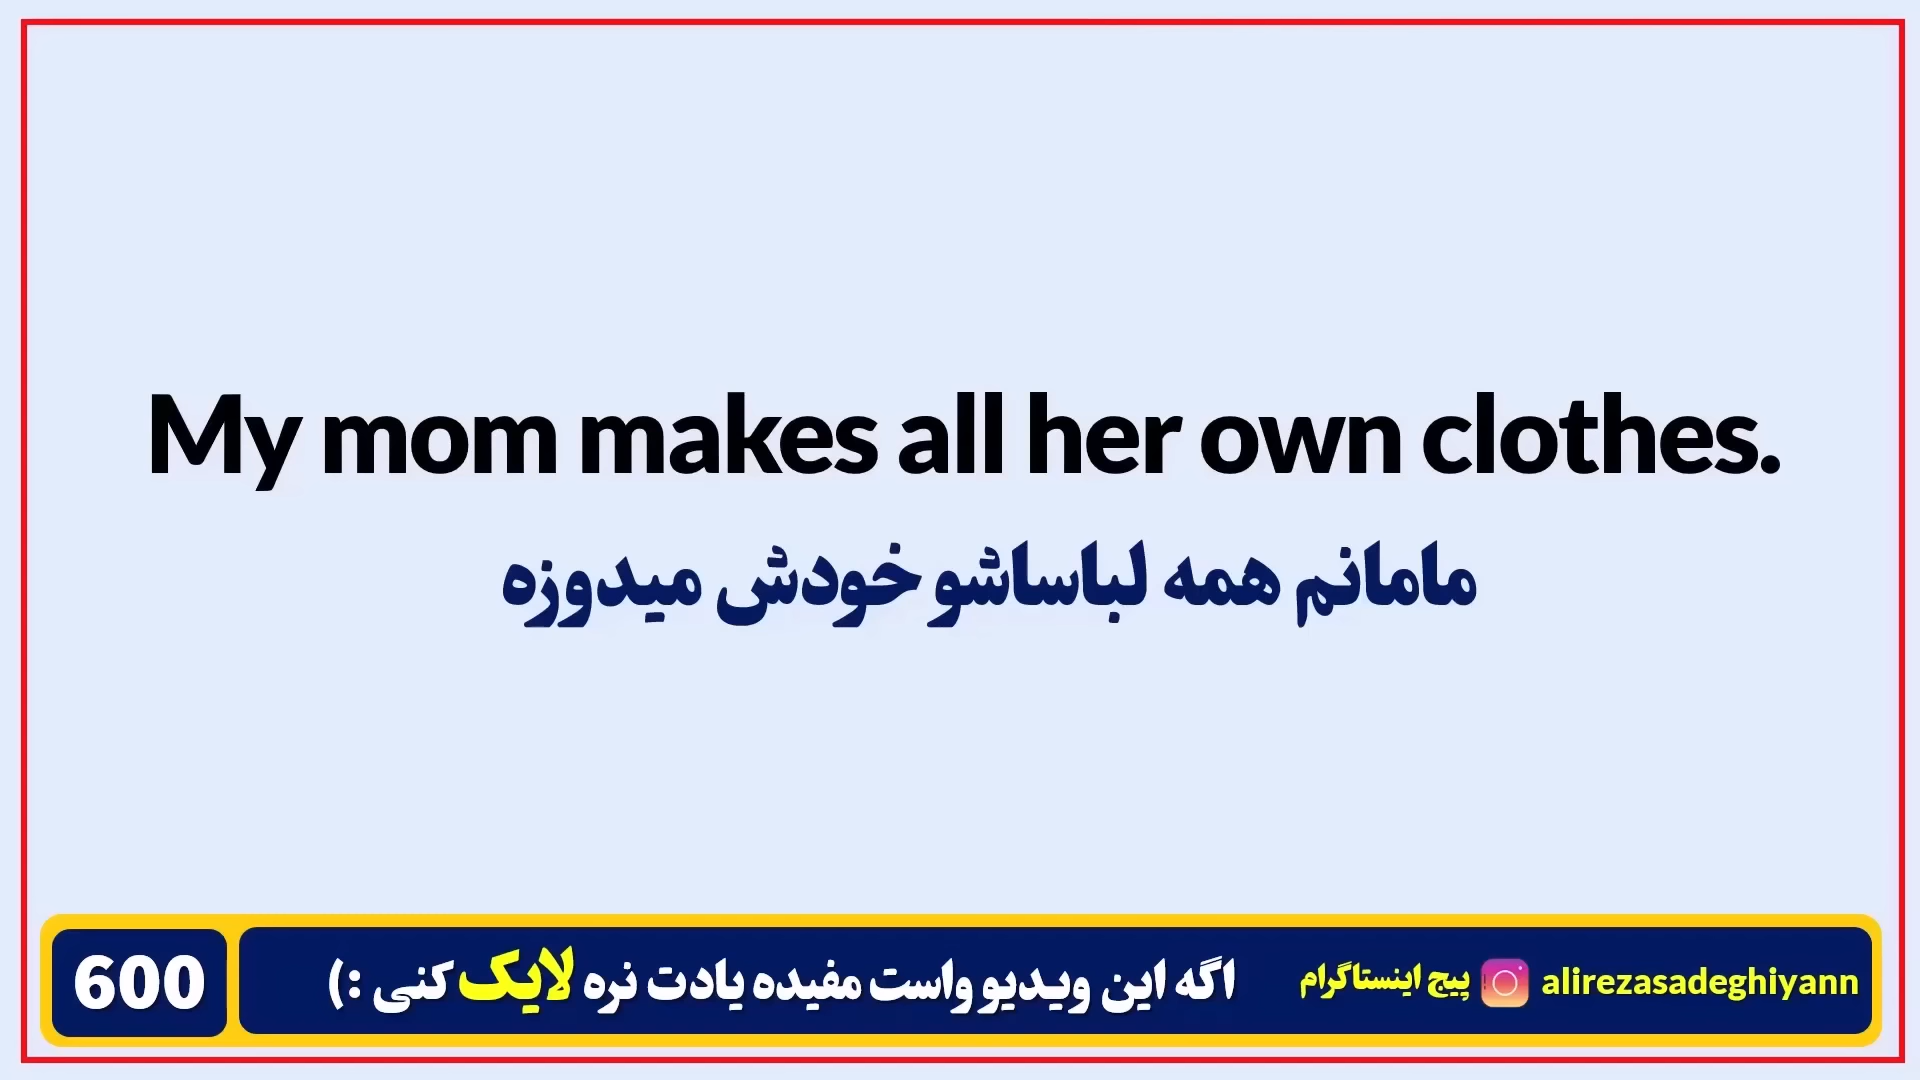 My mom makes all her own clothes.
مامانم همه لباساشو خودش میدوزه
600
اگه این ویدیو واست مفیده یادت نره لایک کنی :)
پیج اینستاگرام
alirezasadeghiyann